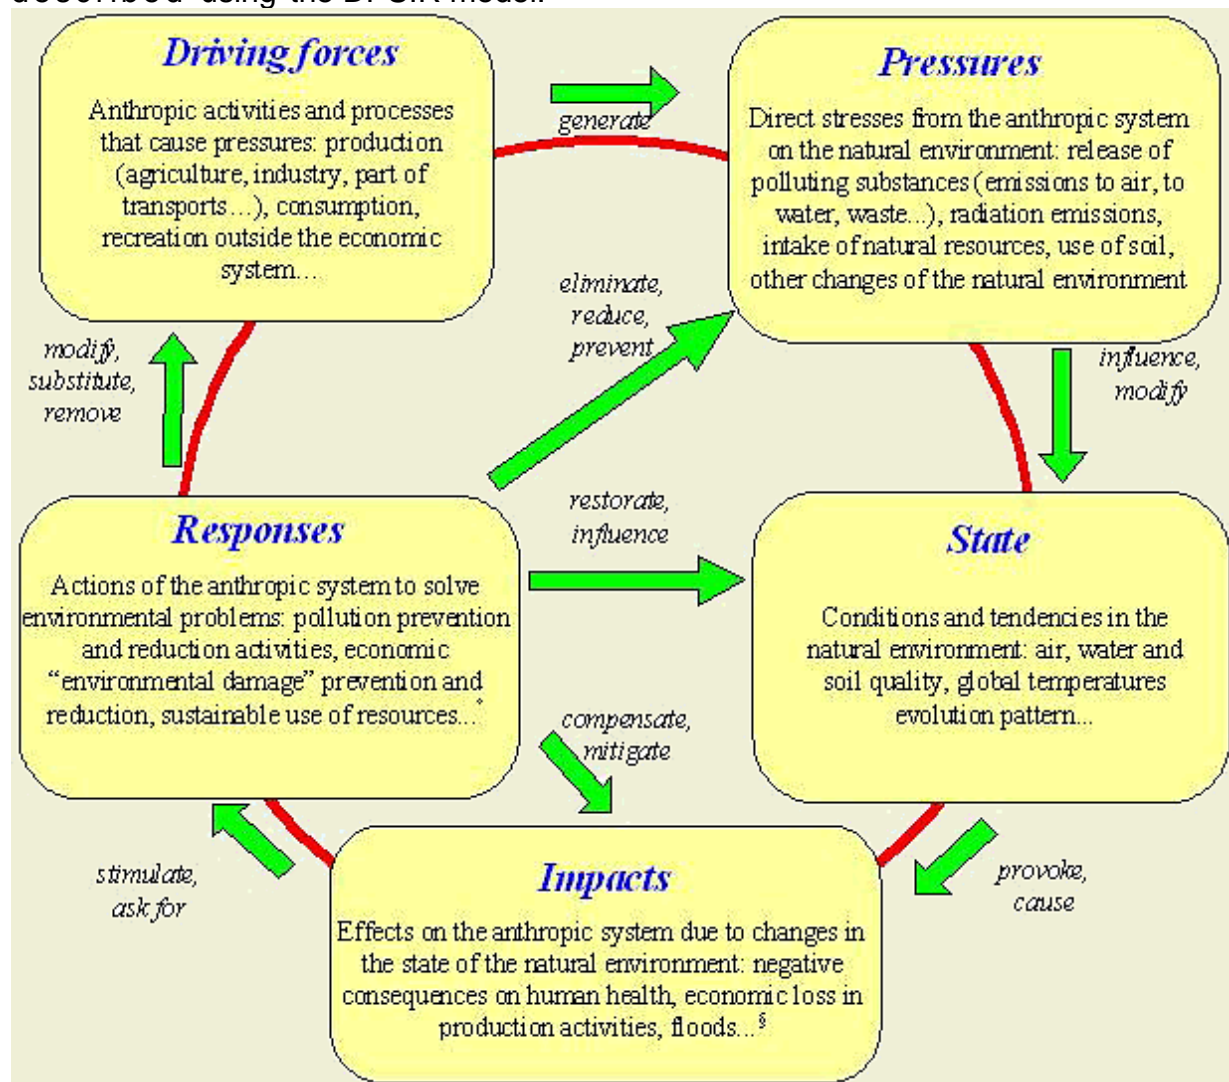 described using the DPSIR model.
Driving forces
Anthropic activities and processes
that cause pressures: production
(agriculture, industry, part of
transports...), consumption,
recreation outside the economic
system...
generate
Pressures
Direct stresses from the anthropic system
on the natural environment: release of
polluting substances (emissions to air, to
water, waste...), radiation emissions,
intake of natural resources, use of soil,
other changes of the natural environment
modify,
substitute,
remove
eliminate,
reduce,
prevent
influence,
modify
Responses
Actions of the anthropic system to solve
environmental problems: pollution prevention
and reduction activities, economic
“environmental damage” prevention and
reduction, sustainable use of resources...*
restorate,
influence
State
Conditions and tendencies in the
natural environment: air, water and
soil quality, global temperatures
evolution pattern...
compensate,
mitigate
stimulate,
ask for
provoke,
cause
Impacts
Effects on the anthropic system due to changes in
the state of the natural environment: negative
consequences on human health, economic loss in
production activities, floods...§